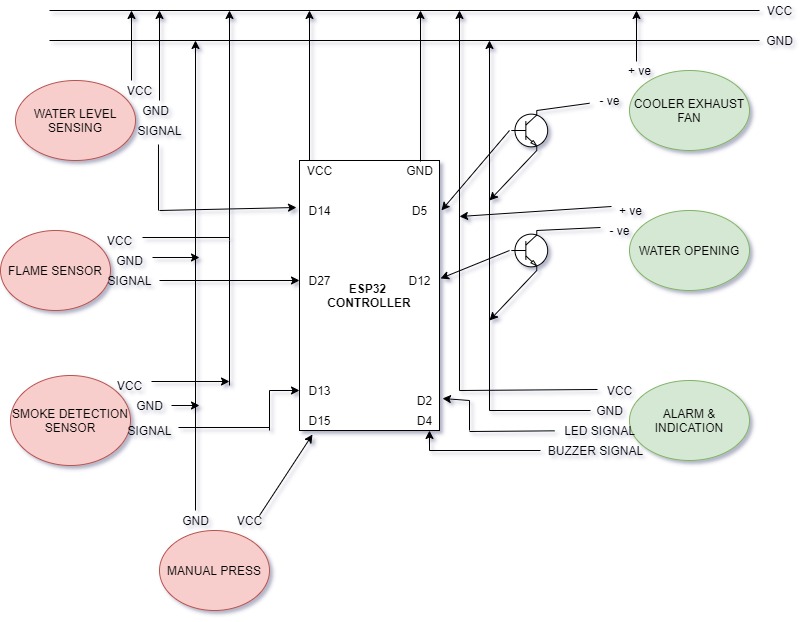 VCC
GND
+ ve
VCC
GND
SIGNAL
WATER LEVEL
SENSING
- ve
COOLER EXHAUST
FAN
VCC
GND
D14
D5
+ ve
- ve
VCC
GND
SIGNAL
FLAME SENSOR
WATER OPENING
D27
D12
ESP32
CONTROLLER
VCC
GND
SIGNAL
SMOKE DETECTION
SENSOR
D13
D15
D2
D4
VCC
GND
LED SIGNAL
BUZZER SIGNAL
ALARM &
INDICATION
GND
VCC
MANUAL PRESS